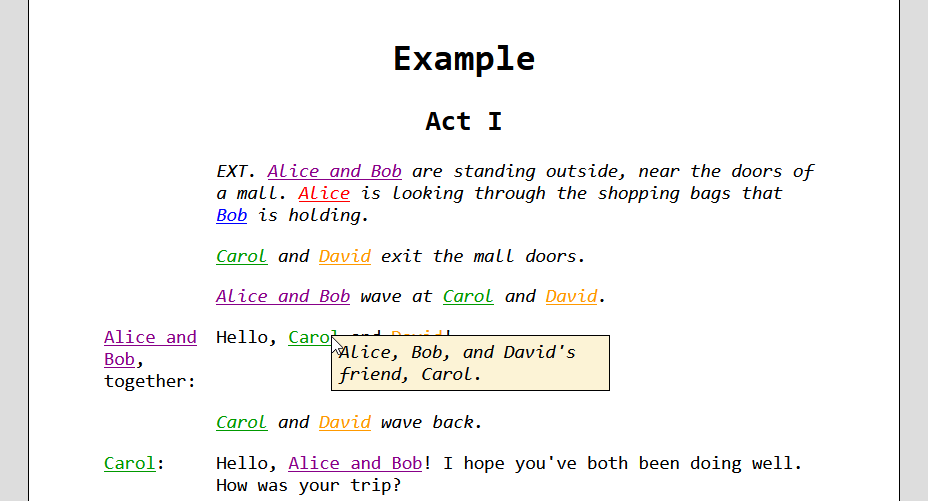 Example
Act I
EXT. Alice and Bob are standing outside, near the doors of
a mall. Alice is looking through the shopping bags that
Bob is holding.
Carol and David exit the mall doors.
Alice and Bob wave at Carol and David.
Alice and
Bob,
together:
Hello, Carol and David!
Alice, Bob, and David's
friend, Carol.
Carol and David wave back.
Carol: Hello, Alice and Bob! I hope you've both been doing well.
How was your trip?